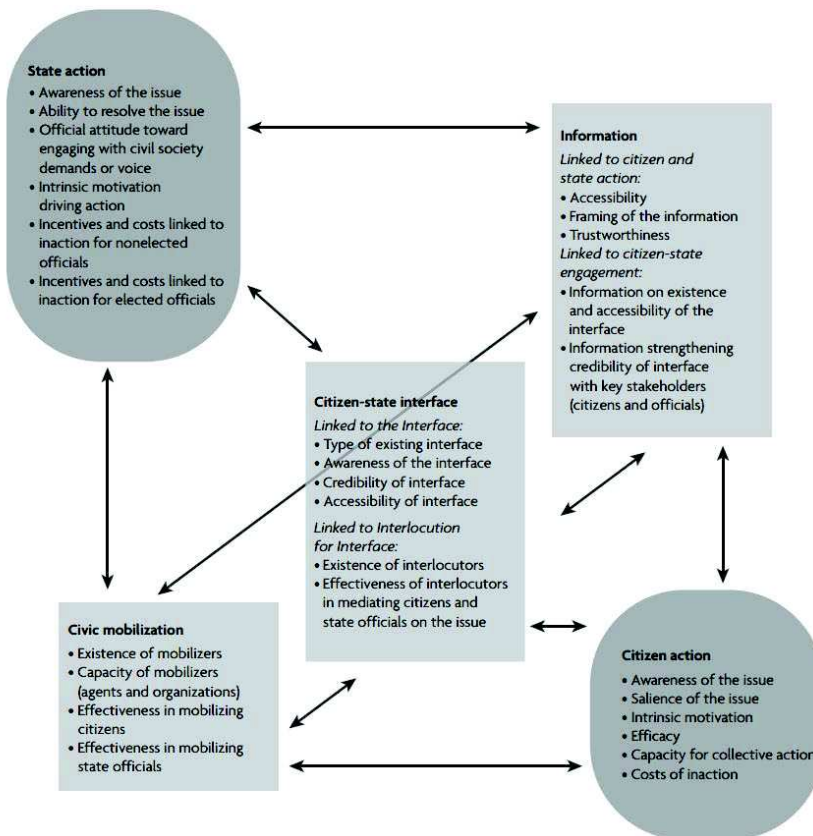 State action
• Awareness of the issue
• Ability to resolve the issue
• Official attitude toward
engaging with civil society
demands or voice
• Intrinsic motivation
driving action
• Incentives and costs linked to
inaction for nonelected
officials
• Incentives and costs linked to
inaction for elected officials
Information
Linked to citizen and
state action:
• Accessibility
• Framing of the information
• Trustworthiness
Linked to citizen-state
engagement:
• Information on existence
and accessibility of the
interface
• Information strengthening
credibility of interface
with key stakeholders
(citizens and officials)
Citizen-state interface
Linked to the Interface:
• Type of existing interface
• Awareness of the interface
• Credibility of interface
• Accessibility of interface
Linked to Interlocution
for Interface:
• Existence of interlocutors
• Effectiveness of interlocutors
in mediating citizens and
state officials on the issue
Civic mobilization
• Existence of mobilizers
• Capacity of mobilizers
(agents and organizations)
• Effectiveness in mobilizing
citizens
• Effectiveness in mobilizing
state officials
Citizen action
• Awareness of the issue
• Salience of the issue
• Intrinsic motivation
• Efficacy
• Capacity for collective action
• Costs of inaction